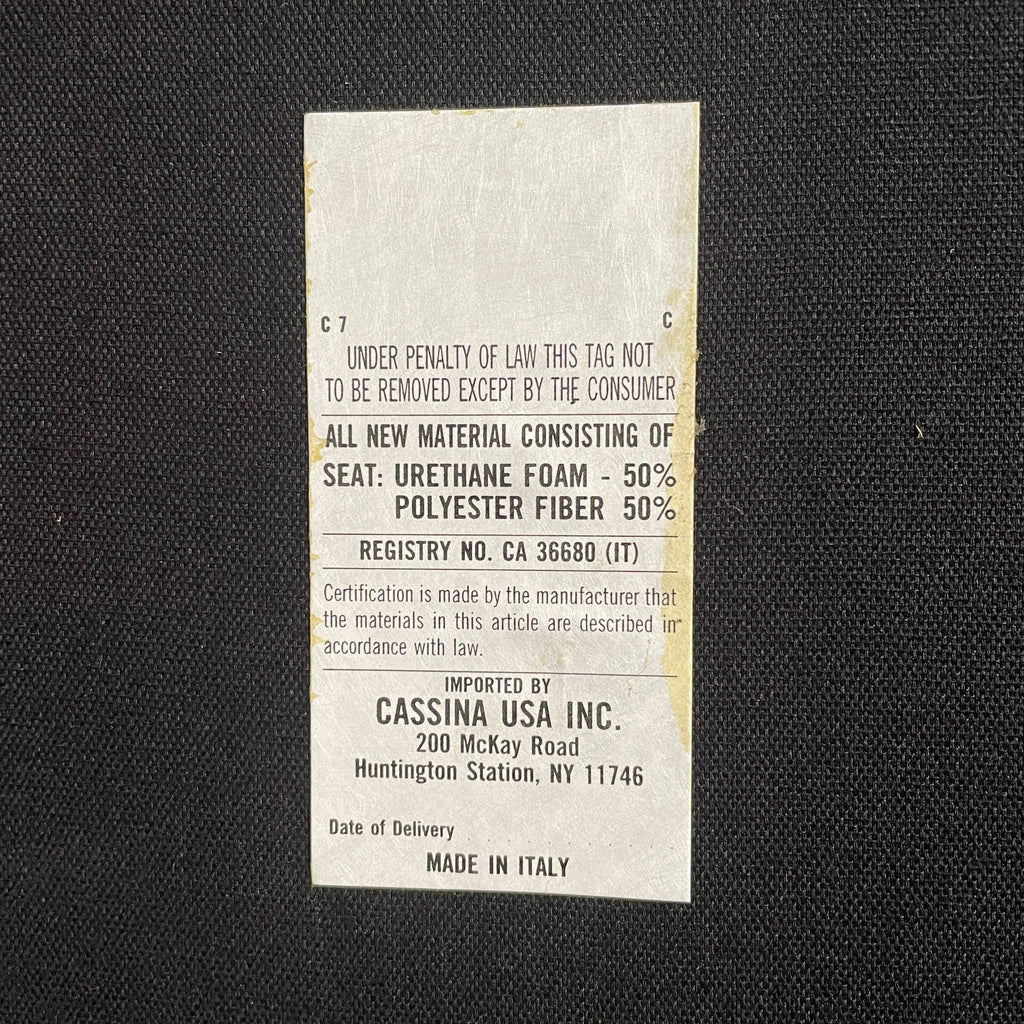 C 7 C
UNDER PENALTY OF LAW THIS TAG NOT
TO BE REMOVED EXCEPT BY THE CONSUMER
ALL NEW MATERIAL CONSISTING OF
SEAT: URETHANE FOAM - 50%
POLYESTER FIBER 50%
REGISTRY NO. CA 36680 (IT)
Certification is made by the manufacturer that
the materials in this article are described in
accordance with law.
IMPORTED BY
CASSINA USA INC.
200 McKay Road
Huntington Station, NY 11746
Date of Delivery
MADE IN ITALY